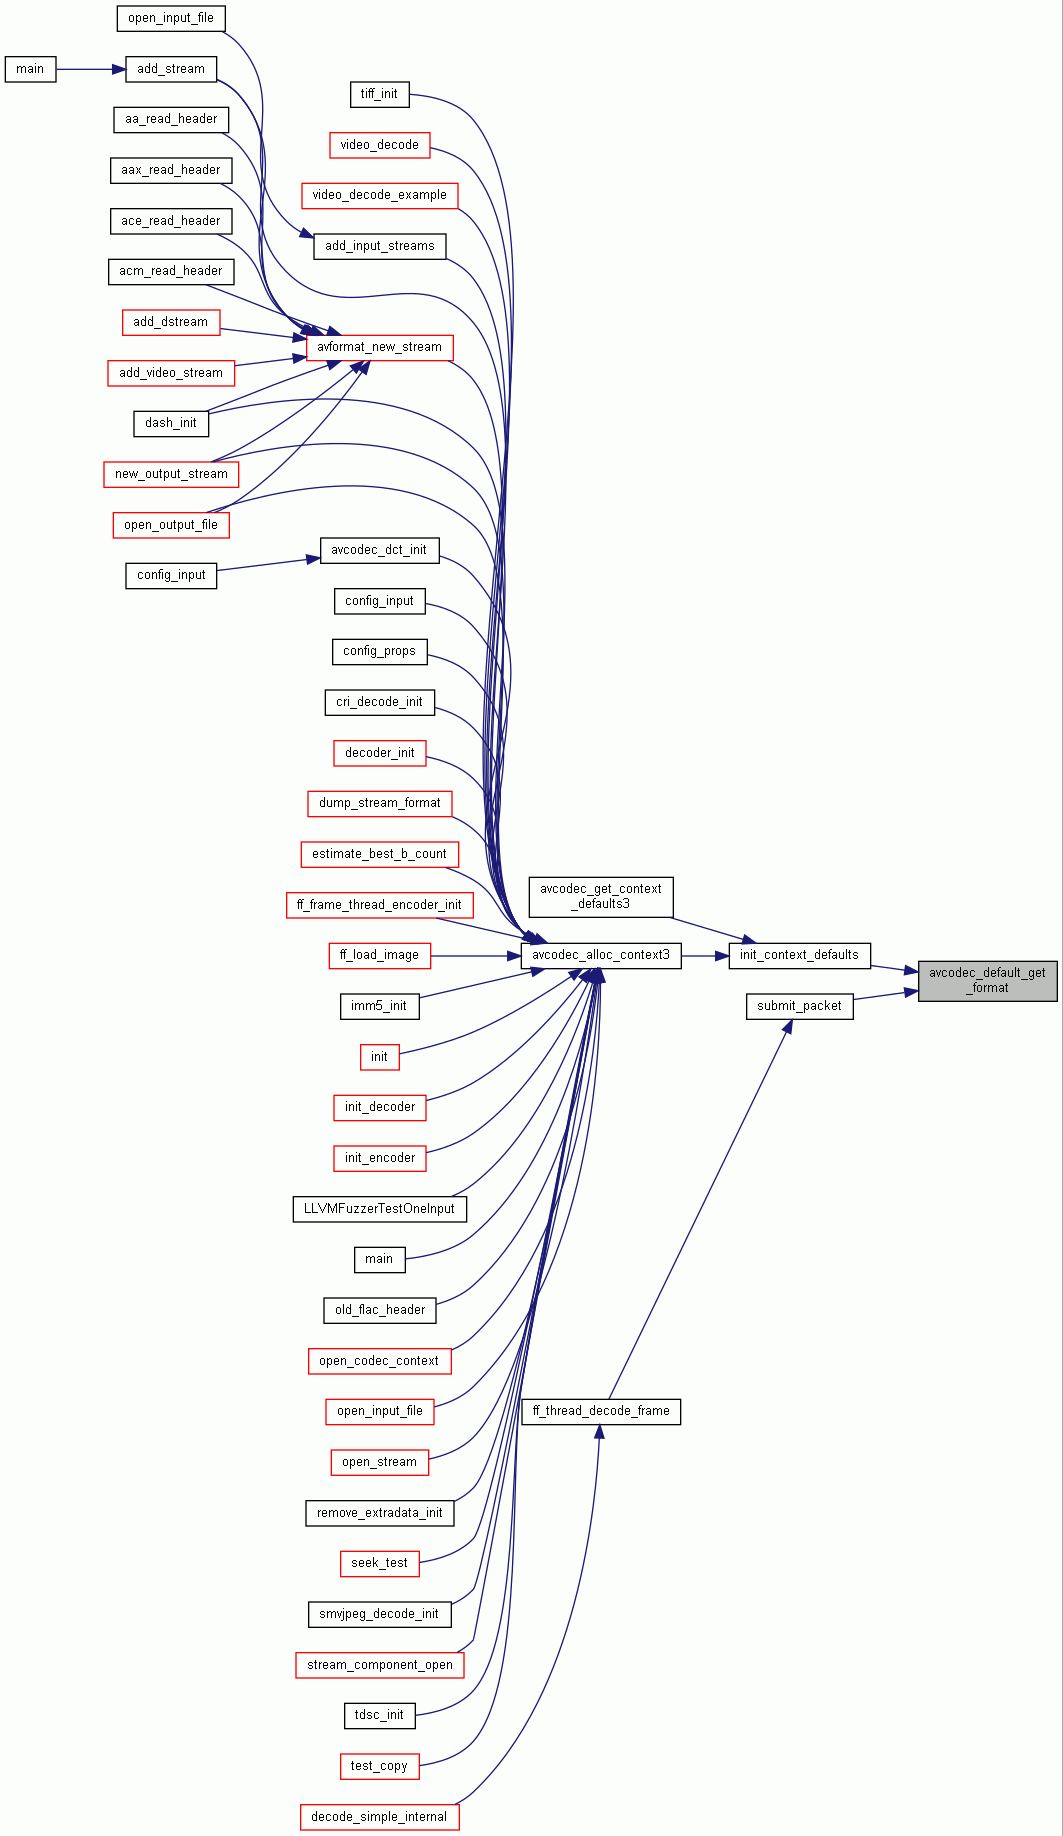 open_input_file
main
add_stream
tiff_init
aa_read_header
video_decode
aax_read_header
video_decode_example
ace_read_header
add_input_streams
acm_read_header
add_dstream
avformat_new_stream
add_video_stream
dash_init
new_output_stream
open_output_file
avcodec_dct_init
config_input
config_input
config_props
cri_decode_init
decoder_init
dump_stream_format
estimate_best_b_count
avcodec_get_context
_defaults3
ff_frame_thread_encoder_init
ff_load_image
avcodec_alloc_context3
init_context_defaults
avcodec_default_get
_format
imm5_init
submit_packet
init
init_decoder
init_encoder
LLVMFuzzerTestOneInput
main
old_flac_header
open_codec_context
open_input_file
ff_thread_decode_frame
open_stream
remove_extradata_init
seek_test
smvjpeg_decode_init
stream_component_open
tdsc_init
test_copy
decode_simple_internal